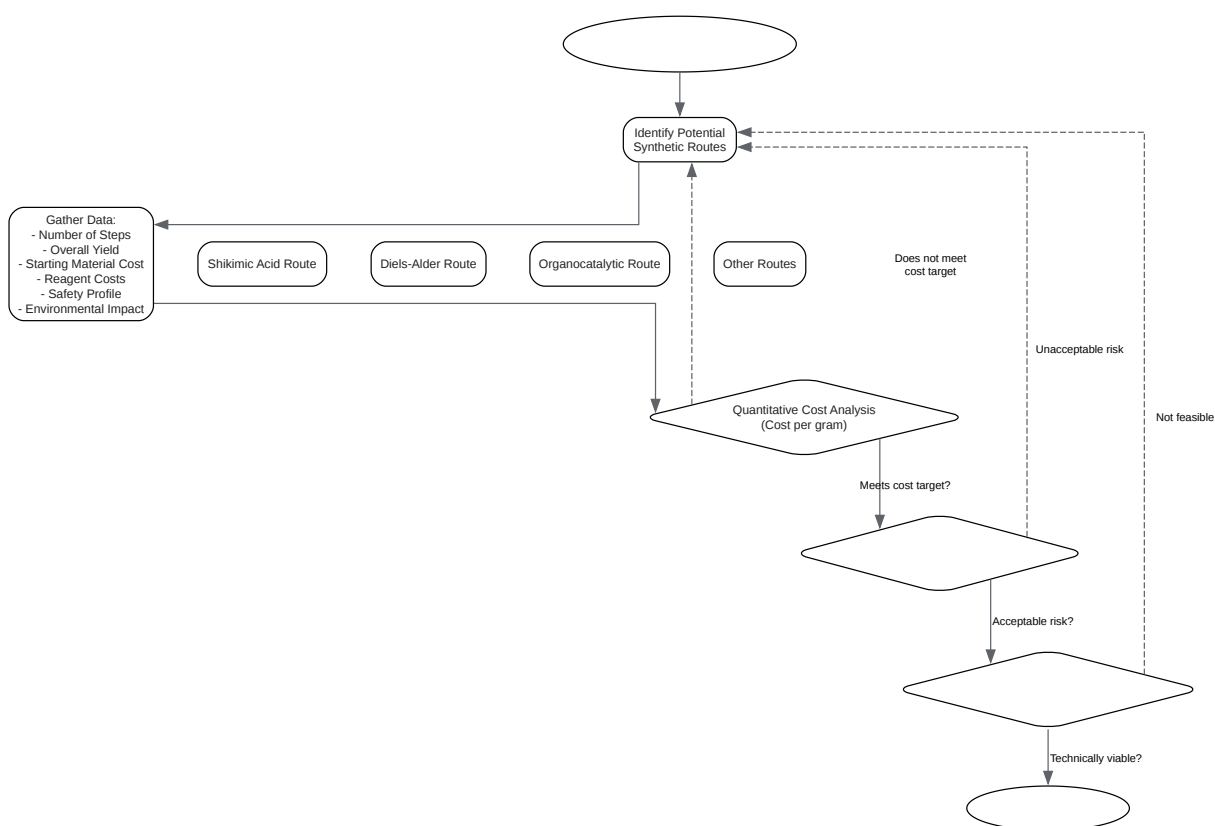 Identify Potential
Synthetic Routes
Gather Data:
- Number of Steps
- Overall Yield
- Starting Material Cost
- Reagent Costs
- Safety Profile
- Environmental Impact
Shikimic Acid Route
Diels-Alder Route
Organocatalytic Route
Other Routes
Does not meet
cost target
Unacceptable risk
Not feasible
Quantitative Cost Analysis
(Cost per gram)
Meets cost target?
Acceptable risk?
Technically viable?